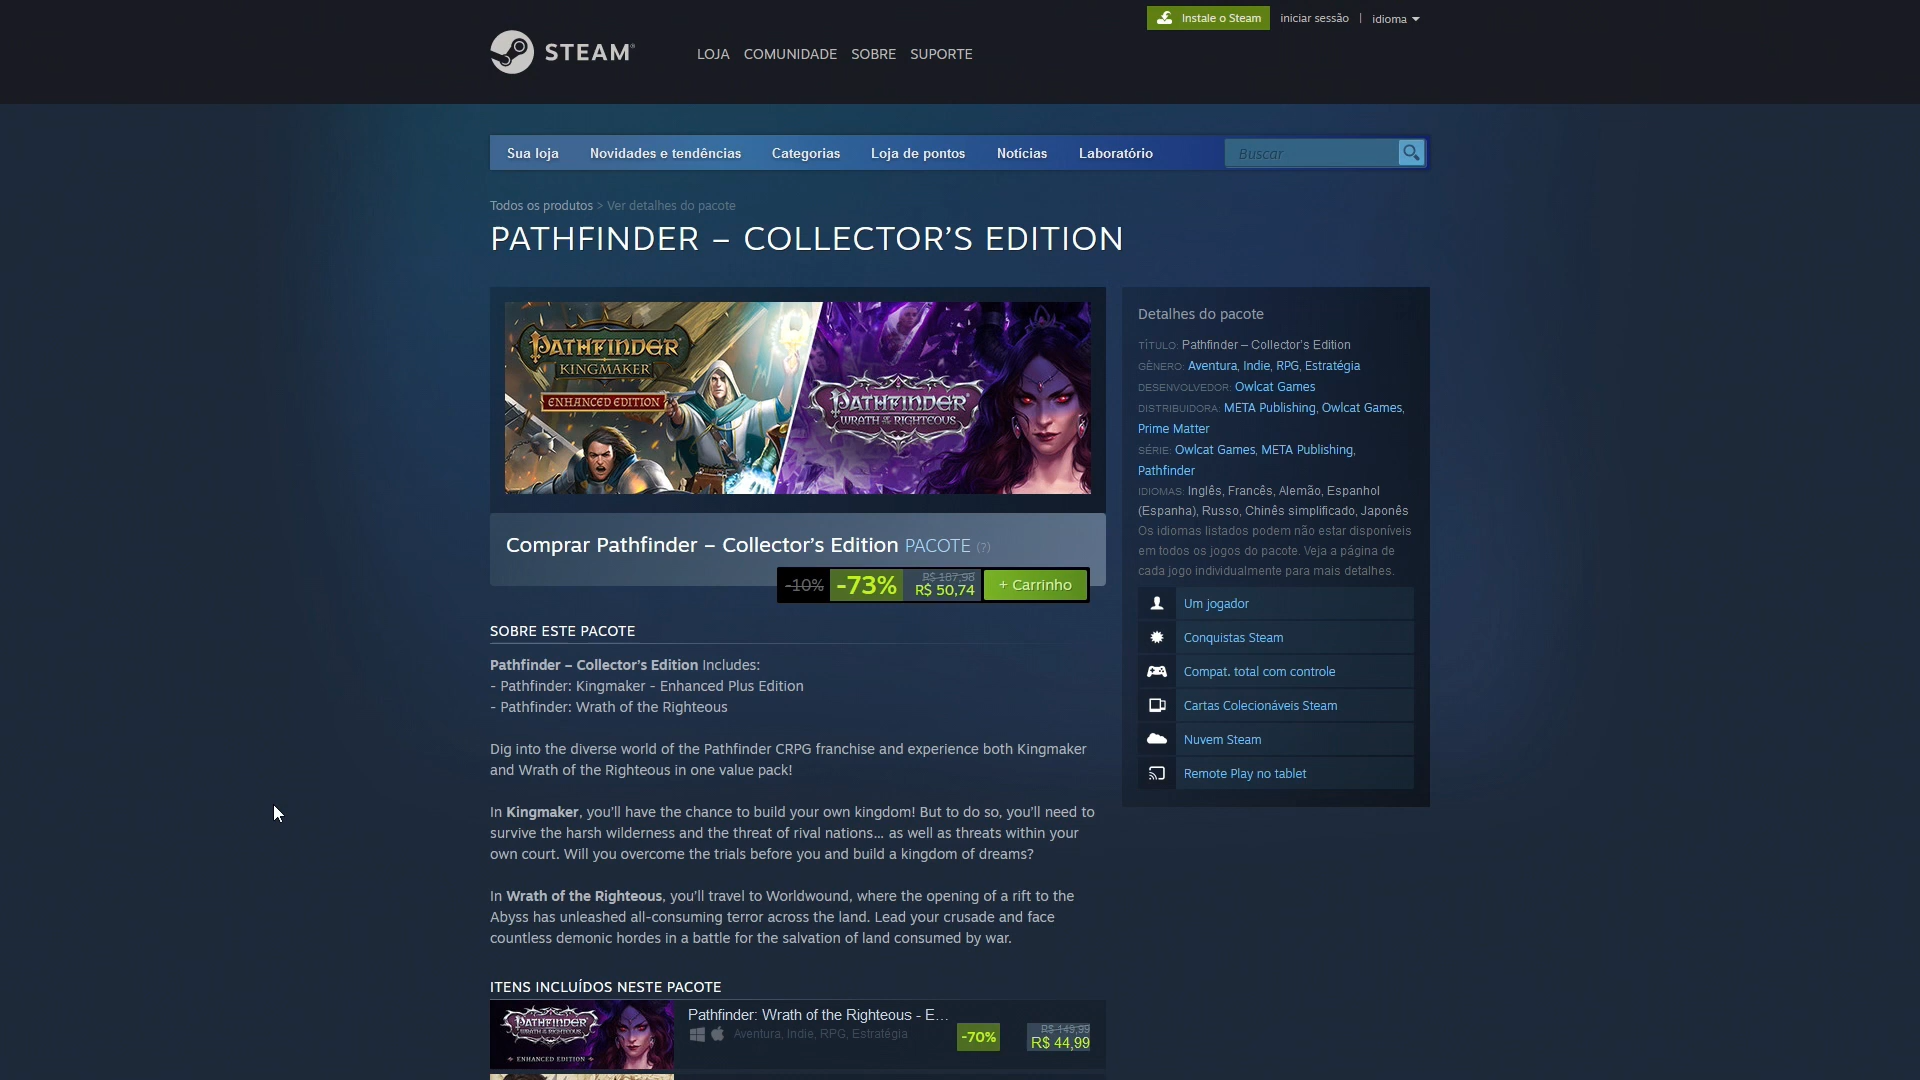 Instale o Steam
iniciar sessão | idioma
STEAM®
LOJA COMUNIDADE SOBRE SUPORTE
Sua loja Novidades e tendências Categorias Loja de pontos Notícias Laboratório Buscar
Todos os produtos > Ver detalhes do pacote
PATHFINDER – COLLECTOR'S EDITION
PATHFINDER
KINGMAKER
ENHANCED EDITION
PATHFINDER
WRATH OF THE RIGHTEOUS
Comprar Pathfinder – Collector's Edition PACOTE (?)
-10% -73% R$ 187,98 R$ 50,74 + Carrinho
SOBRE ESTE PACOTE
Pathfinder – Collector's Edition Includes:
- Pathfinder: Kingmaker - Enhanced Plus Edition
- Pathfinder: Wrath of the Righteous
Dig into the diverse world of the Pathfinder CRPG franchise and experience both Kingmaker
and Wrath of the Righteous in one value pack!
In Kingmaker, you'll have the chance to build your own kingdom! But to do so, you'll need to
survive the harsh wilderness and the threat of rival nations... as well as threats within your
own court. Will you overcome the trials before you and build a kingdom of dreams?
In Wrath of the Righteous, you'll travel to Worldwound, where the opening of a rift to the
Abyss has unleashed all-consuming terror across the land. Lead your crusade and face
countless demonic hordes in a battle for the salvation of land consumed by war.
ITENS INCLUÍDOS NESTE PACOTE
PATHFINDER
WRATH OF THE RIGHTEOUS
ENHANCED EDITION
Pathfinder: Wrath of the Righteous - E...
Aventura, Indie, RPG, Estratégia
-70% R$ 149,99 R$ 44,99
Detalhes do pacote
TÍTULO: Pathfinder – Collector's Edition
GÊNERO: Aventura, Indie, RPG, Estratégia
DESENVOLVEDOR: Owlcat Games
DISTRIBUIDORA: META Publishing, Owlcat Games,
Prime Matter
SÉRIE: Owlcat Games, META Publishing,
Pathfinder
IDIOMAS: Inglês, Francês, Alemão, Espanhol
(Espanha), Russo, Chinês simplificado, Japonês
Os idiomas listados podem não estar disponíveis
em todos os jogos do pacote. Veja a página de
cada jogo individualmente para mais detalhes.
Um jogador
Conquistas Steam
Compat. total com controle
Cartas Colecionáveis Steam
Nuvem Steam
Remote Play no tablet